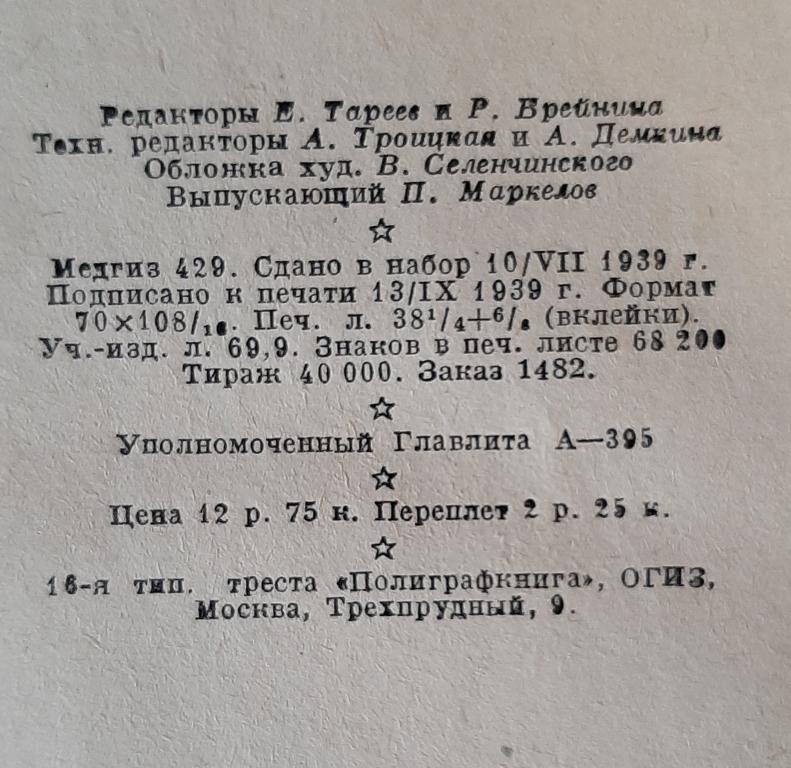 Редакторы Е. Тареев и Р. Брейнина
Техн. редакторы А. Троицкая и А. Демкина
Обложка худ. В. Селенчинского
Выпускающий П. Маркелов
☆
Медгиз 429. Сдано в набор 10/VII 1939 г.
Подписано к печати 13/IX 1939 г. Формат
70×108/₁₆. Печ. л. 38¹/₄+⁶/₈ (вклейки).
Уч.-изд. л. 69,9. Знаков в печ. листе 68 200
Тираж 40 000. Заказ 1482.
☆
Уполномоченный Главлита А—395
☆
Цена 12 р. 75 к. Переплет 2 р. 25 к.
☆
16-я тип. треста «Полиграфкнига», ОГИЗ,
Москва, Трехпрудный, 9.